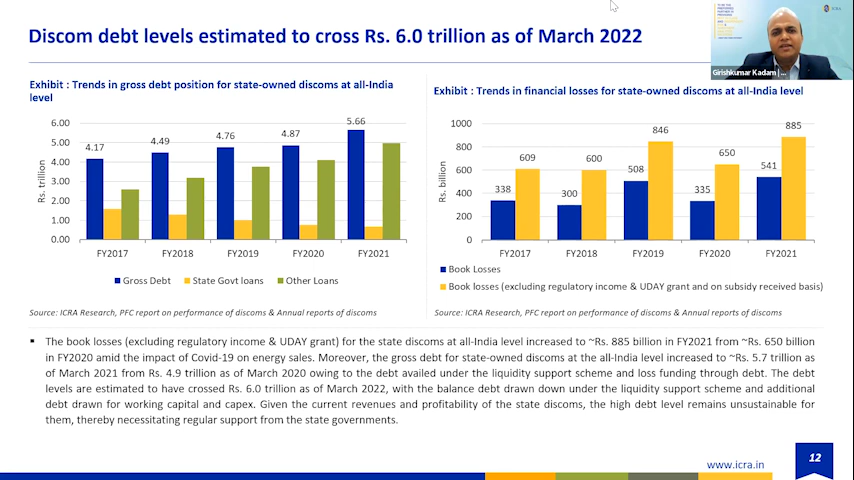 Discom debt levels estimated to cross Rs. 6.0 trillion as of March 2022
ICRA
Girishkumar Kadam | ...
Exhibit : Trends in gross debt position for state-owned discoms at all-India
level
6.00
5.00
4.00
3.00
2.00
1.00
0.00
Rs. trillion
4.17
4.49
4.76
4.87
5.66
FY2017
FY2018
FY2019
FY2020
FY2021
Gross Debt
State Govt loans
Other Loans
Source: ICRA Research, PFC report on performance of discoms & Annual reports of discoms
Exhibit : Trends in financial losses for state-owned discoms at all-India level
1000
800
600
400
200
0
Rs. billion
338
609
300
600
508
846
335
650
541
885
FY2017
FY2018
FY2019
FY2020
FY2021
Book Losses
Book losses (excluding regulatory income & UDAY grant and on subsidy received basis)
Source: ICRA Research, PFC report on performance of discoms & Annual reports of discoms
▪ The book losses (excluding regulatory income & UDAY grant) for the state discoms at all-India level increased to ~Rs. 885 billion in FY2021 from ~Rs. 650 billion
in FY2020 amid the impact of Covid-19 on energy sales. Moreover, the gross debt for state-owned discoms at the all-India level increased to ~Rs. 5.7 trillion as
of March 2021 from Rs. 4.9 trillion as of March 2020 owing to the debt availed under the liquidity support scheme and loss funding through debt. The debt
levels are estimated to have crossed Rs. 6.0 trillion as of March 2022, with the balance debt drawn down under the liquidity support scheme and additional
debt drawn for working capital and capex. Given the current revenues and profitability of the state discoms, the high debt level remains unsustainable for
them, thereby necessitating regular support from the state governments.
www.icra.in
12